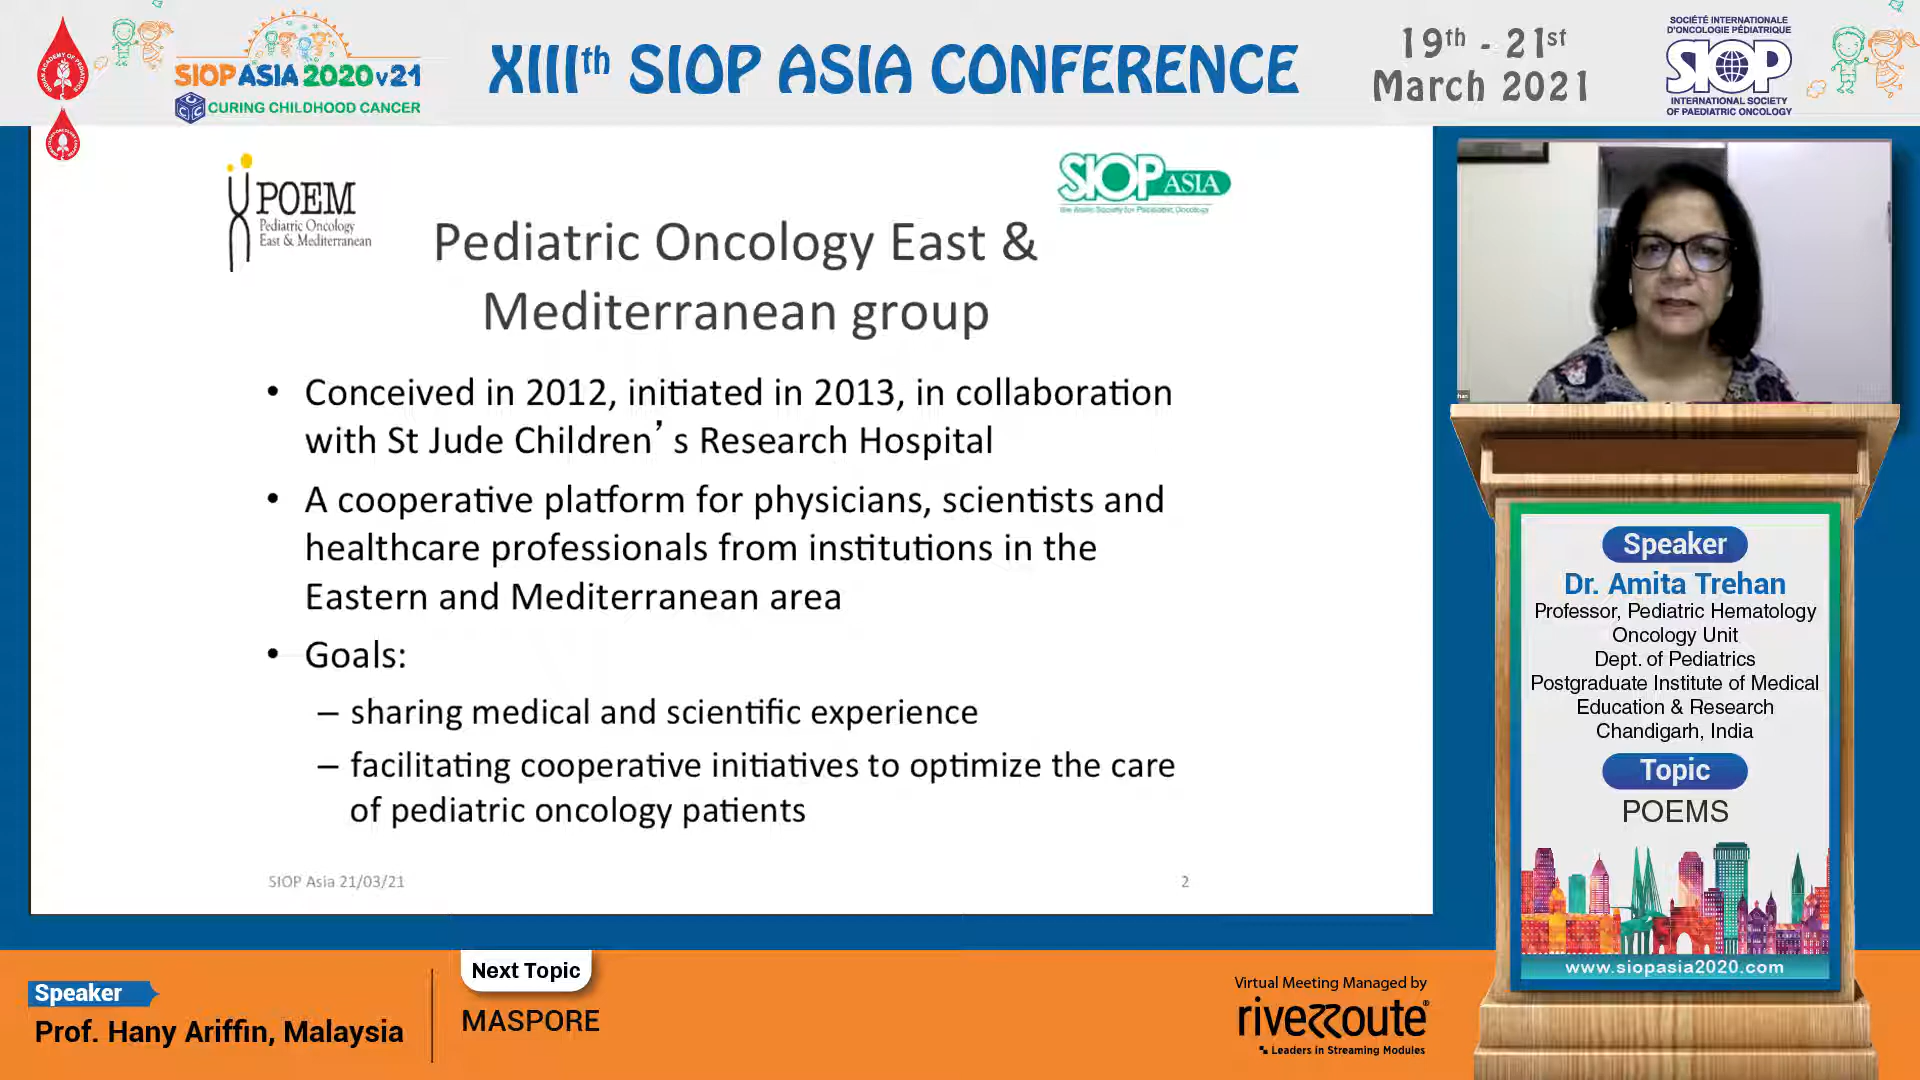 SIOP ASIA 2020 v21
CURING CHILDHOOD CANCER
XIIIth SIOP ASIA CONFERENCE
19th - 21st
March 2021
SOCIÉTÉ INTERNATIONALE
D'ONCOLOGIE PÉDIATRIQUE
SIOP
INTERNATIONAL SOCIETY
OF PAEDIATRIC ONCOLOGY
POEM
Pediatric Oncology
East & Mediterranean
SIOP ASIA
Pediatric Oncology East &
Mediterranean group
• Conceived in 2012, initiated in 2013, in collaboration
with St Jude Children’s Research Hospital
• A cooperative platform for physicians, scientists and
healthcare professionals from institutions in the
Eastern and Mediterranean area
• Goals:
– sharing medical and scientific experience
– facilitating cooperative initiatives to optimize the care
of pediatric oncology patients
SIOP Asia 21/03/21
2
Speaker
Dr. Amita Trehan
Professor, Pediatric Hematology
Oncology Unit
Dept. of Pediatrics
Postgraduate Institute of Medical
Education & Research
Chandigarh, India
Topic
POEMS
www.siopasia2020.com
Speaker
Prof. Hany Ariffin, Malaysia
Next Topic
MASPORE
Virtual Meeting Managed by
riverroute
Leaders in Streaming Modules